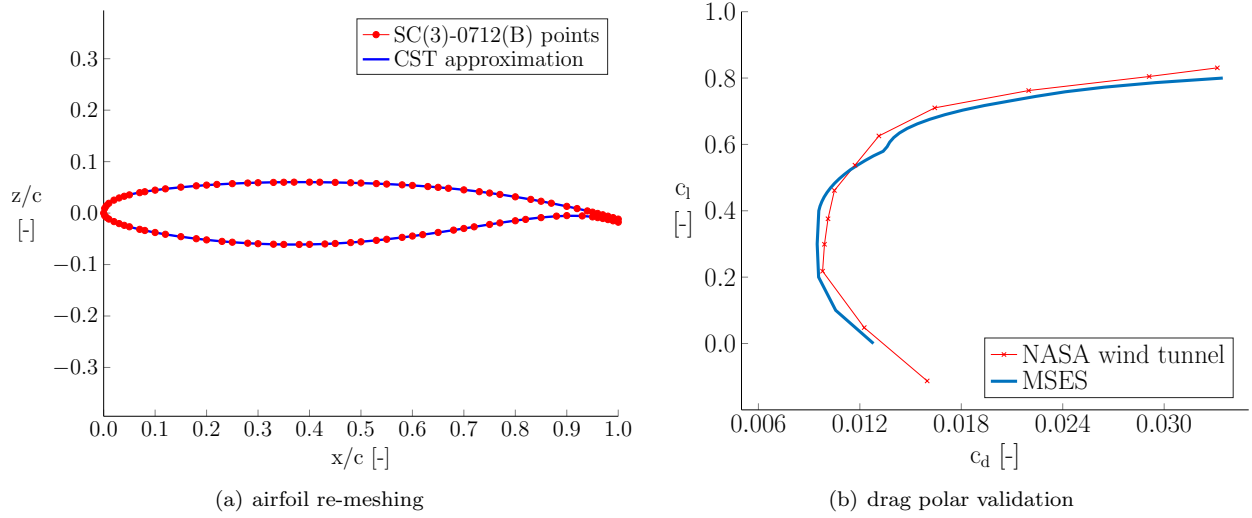 SC(3)-0712(B) points
CST approximation
0.3
0.2
0.1
0.0
−0.1
−0.2
−0.3
z/c
[-]
0.0 0.1 0.2 0.3 0.4 0.5 0.6 0.7 0.8 0.9 1.0
x/c [-]
(a) airfoil re-meshing
1.0
0.8
0.6
0.4
0.2
0.0
c_l
[-]
NASA wind tunnel
MSES
0.006 0.012 0.018 0.024 0.030
c_d [-]
(b) drag polar validation